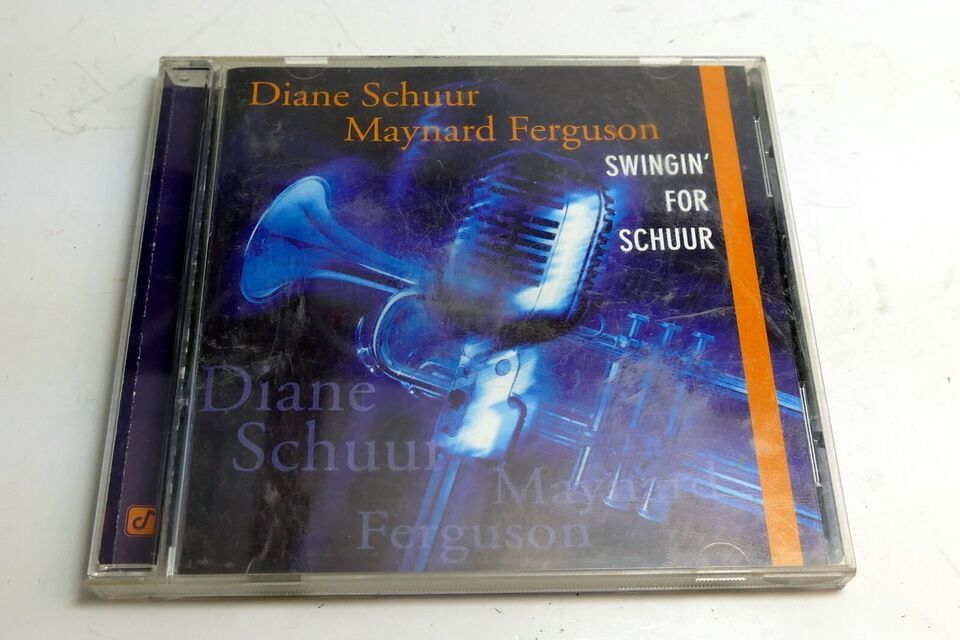 Diane Schuur
Maynard Ferguson
SWINGIN'
FOR
SCHUUR
Diane
Schuur
Maynard
Ferguson